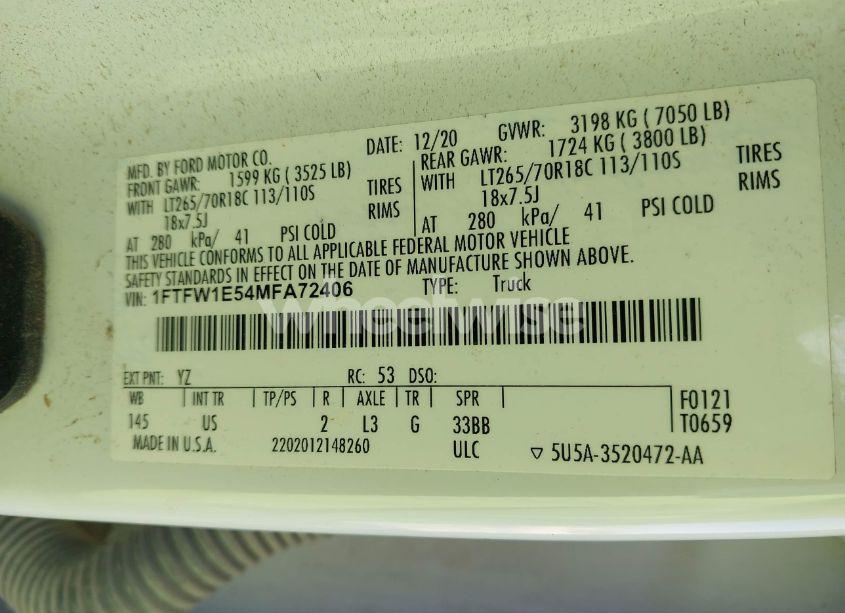 MFD. BY FORD MOTOR CO. DATE: 12/20 GVWR: 3198 KG ( 7050 LB)
FRONT GAWR: 1599 KG ( 3525 LB) REAR GAWR: 1724 KG ( 3800 LB)
WITH LT265/70R18C 113/110S TIRES WITH LT265/70R18C 113/110S TIRES
18x7.5J RIMS 18x7.5J RIMS
AT 280 kPa/ 41 PSI COLD AT 280 kPa/ 41 PSI COLD
THIS VEHICLE CONFORMS TO ALL APPLICABLE FEDERAL MOTOR VEHICLE
SAFETY STANDARDS IN EFFECT ON THE DATE OF MANUFACTURE SHOWN ABOVE.
VIN: 1FTFW1E54MFA72406 TYPE: Truck
Wheelwise
EXT PNT: YZ RC: 53 DSO:
WB INT TR TP/PS R AXLE TR SPR F0121
145 US 2 L3 G 33BB T0659
MADE IN U.S.A. 2202012148260 ULC ▽ 5U5A-3520472-AA